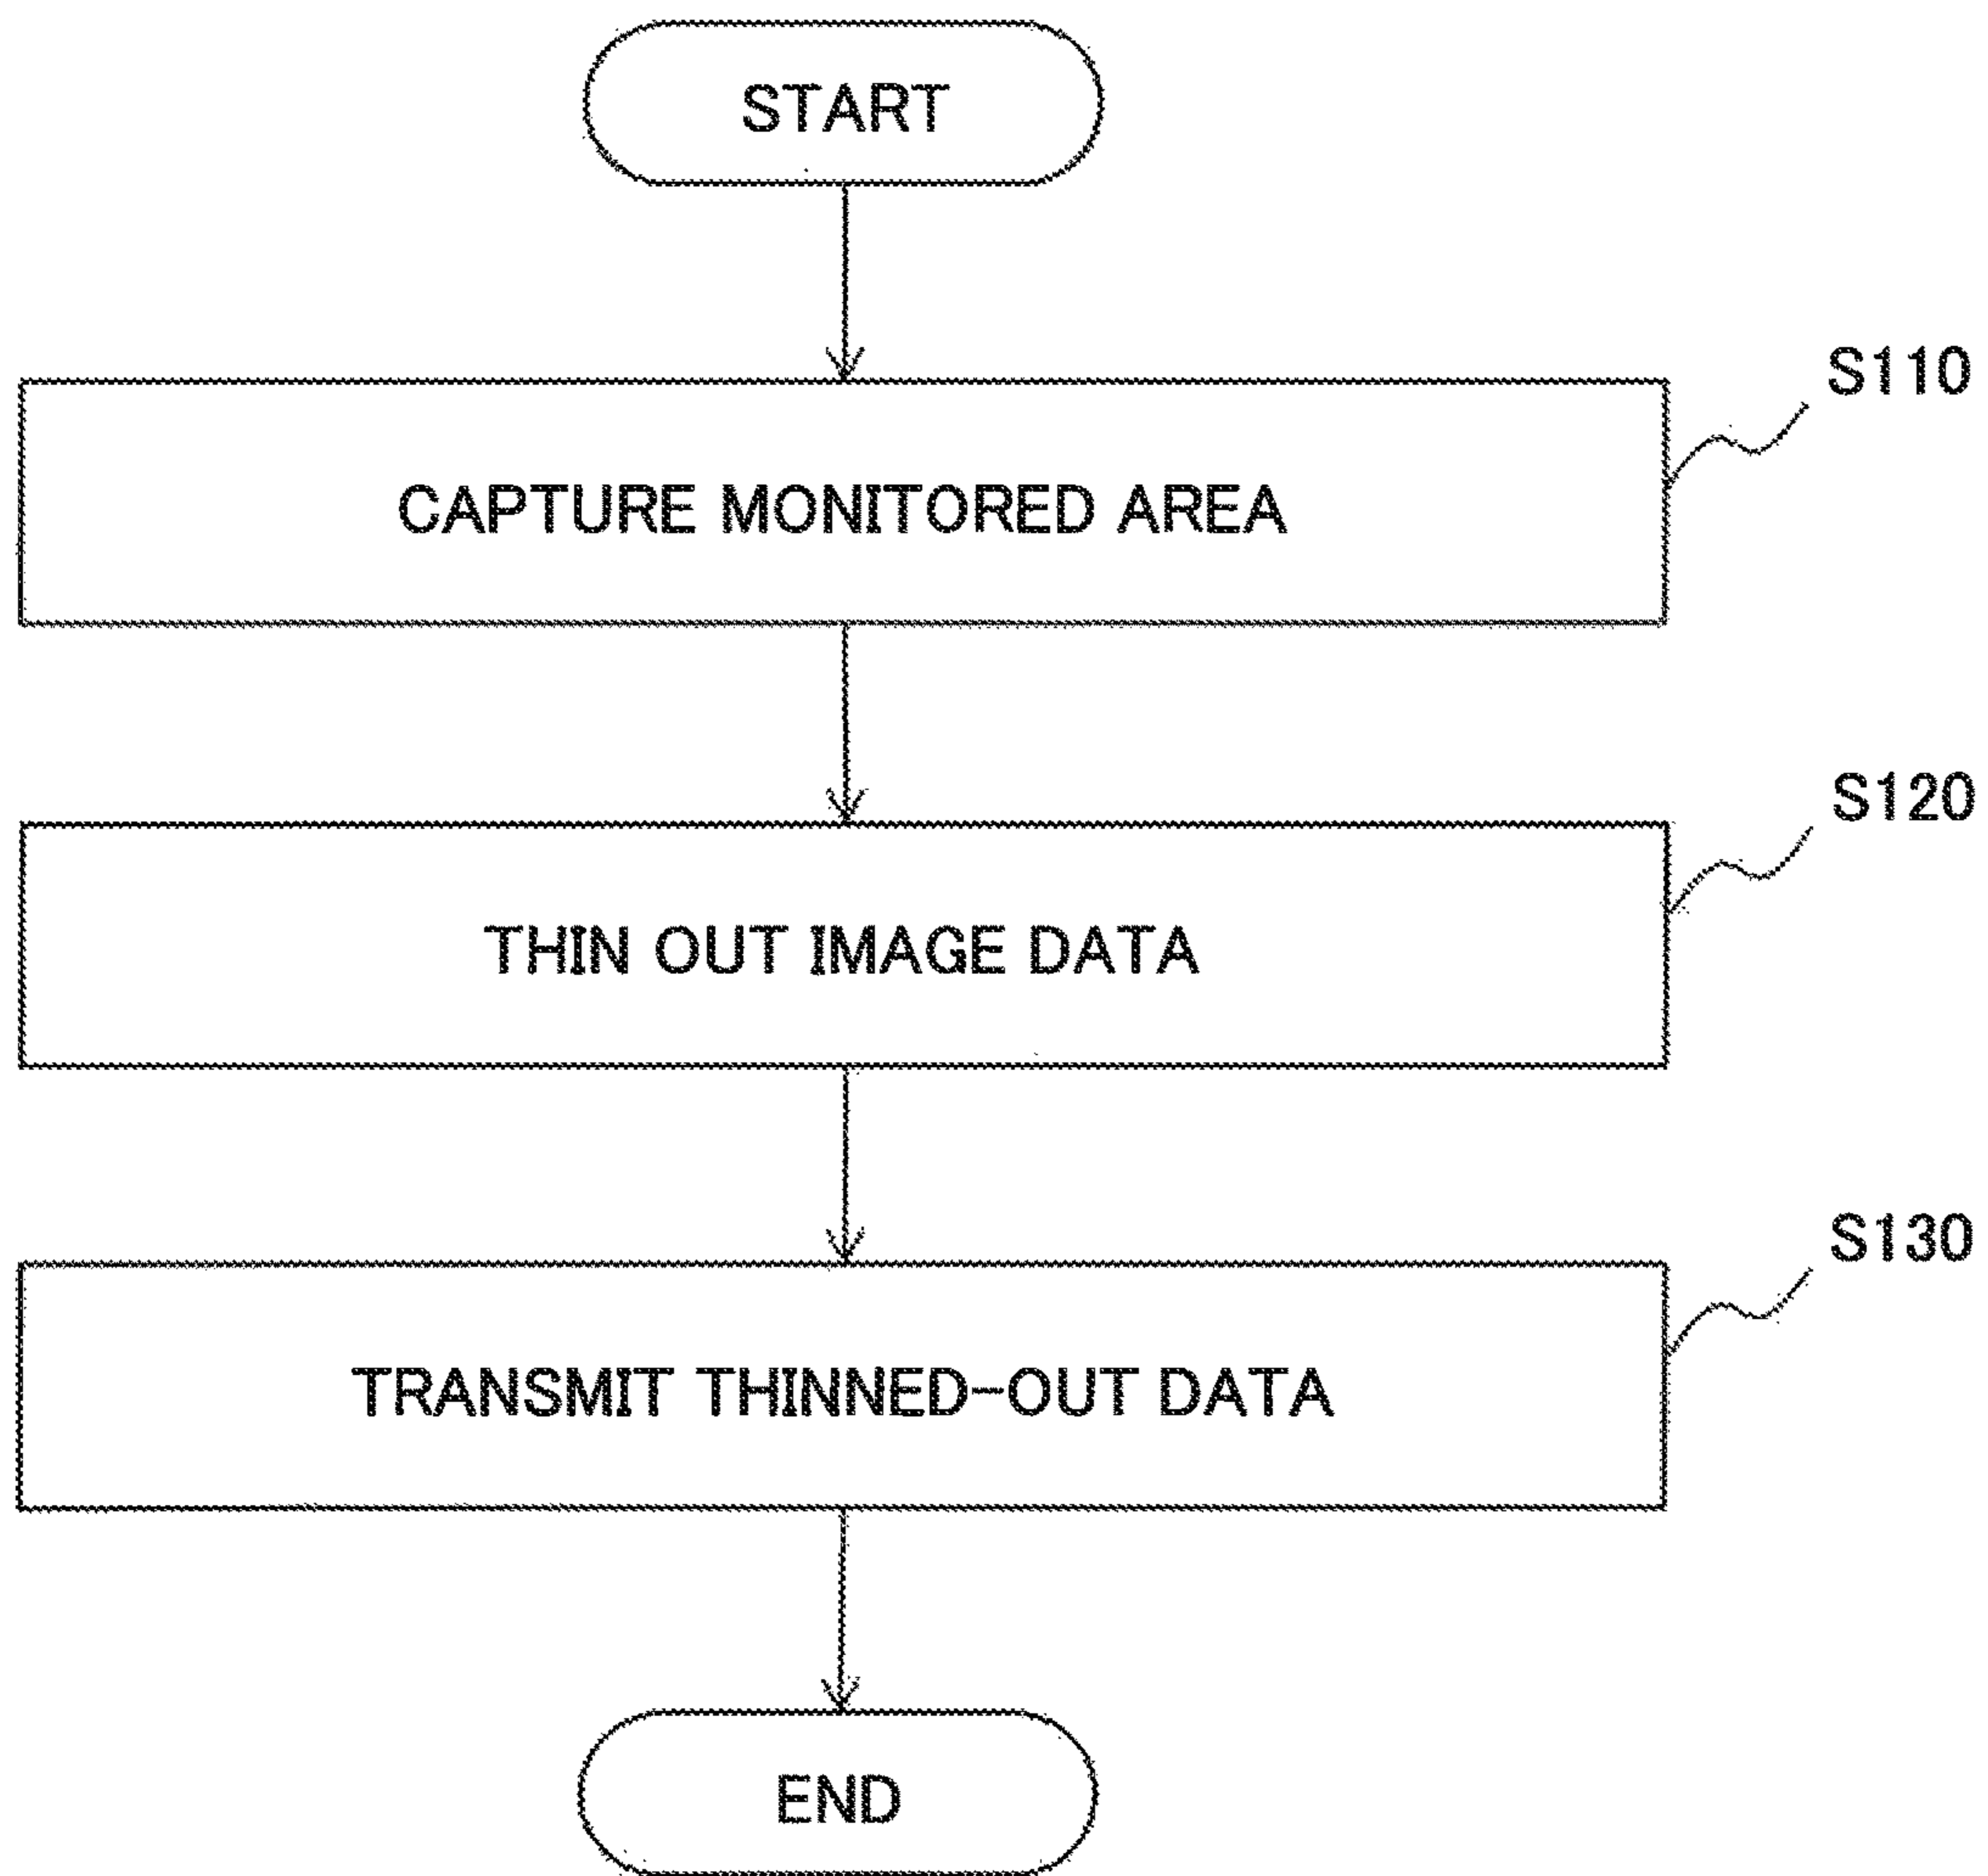 START
S110
CAPTURE MONITORED AREA
S120
THIN OUT IMAGE DATA
S130
TRANSMIT THINNED-OUT DATA
END